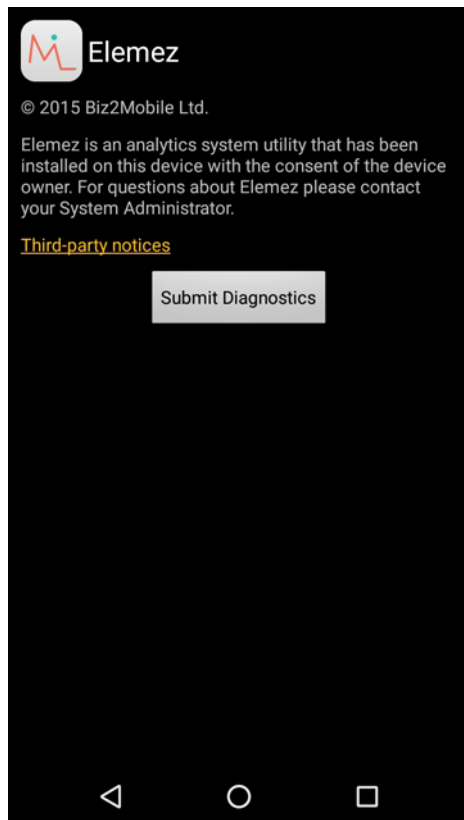 Elemez
© 2015 Biz2Mobile Ltd.
Elemez is an analytics system utility that has been
installed on this device with the consent of the device
owner. For questions about Elemez please contact
your System Administrator.
Third-party notices
Submit Diagnostics